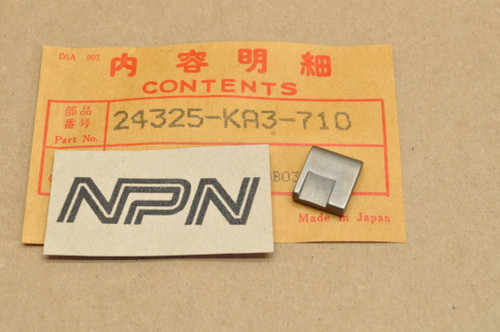 DSA 007
内容明細
CONTENTS
部品
番号
Part No.
24325-KA3-710
B03
NPN
Made in Japan